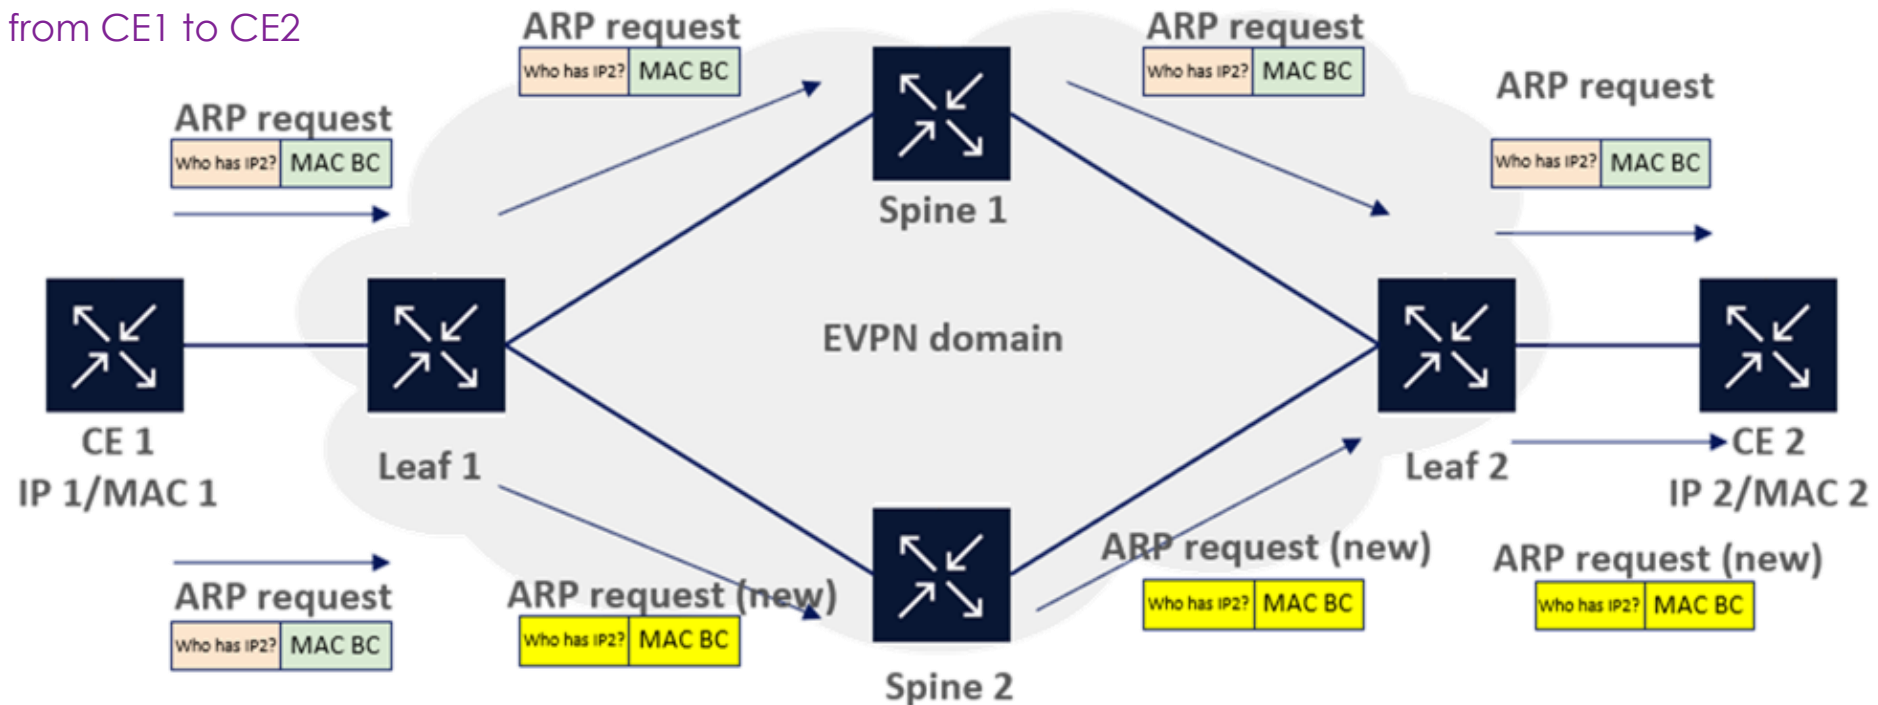 from CE1 to CE2
ARP request
Who has IP2? MAC BC
ARP request
Who has IP2? MAC BC
ARP request
Who has IP2? MAC BC
ARP request
Who has IP2? MAC BC
Spine 1
EVPN domain
CE 1
IP 1/MAC 1
Leaf 1
Leaf 2
CE 2
IP 2/MAC 2
ARP request
Who has IP2? MAC BC
ARP request (new)
Who has IP2? MAC BC
ARP request (new)
Who has IP2? MAC BC
ARP request (new)
Who has IP2? MAC BC
Spine 2